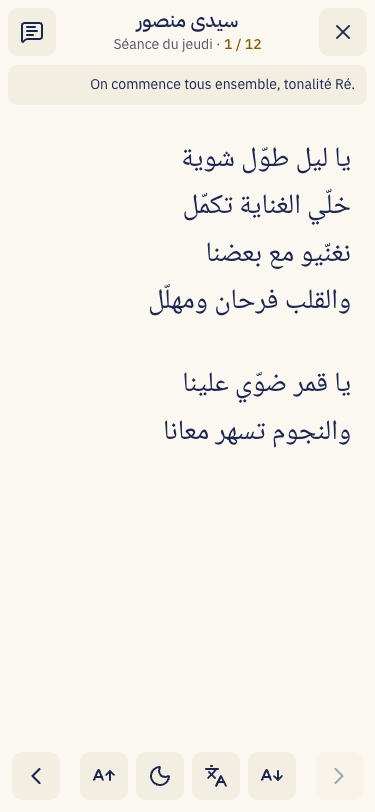 سيدي منصور
Séance du jeudi · 1 / 12
On commence tous ensemble, tonalité Ré.
يا ليل طوّل شوية
خلّي الغناية تكمّل
نغنّيو مع بعضنا
والقلب فرحان ومهلّل
يا قمر ضوّي علينا
والنجوم تسهر معانا
A A